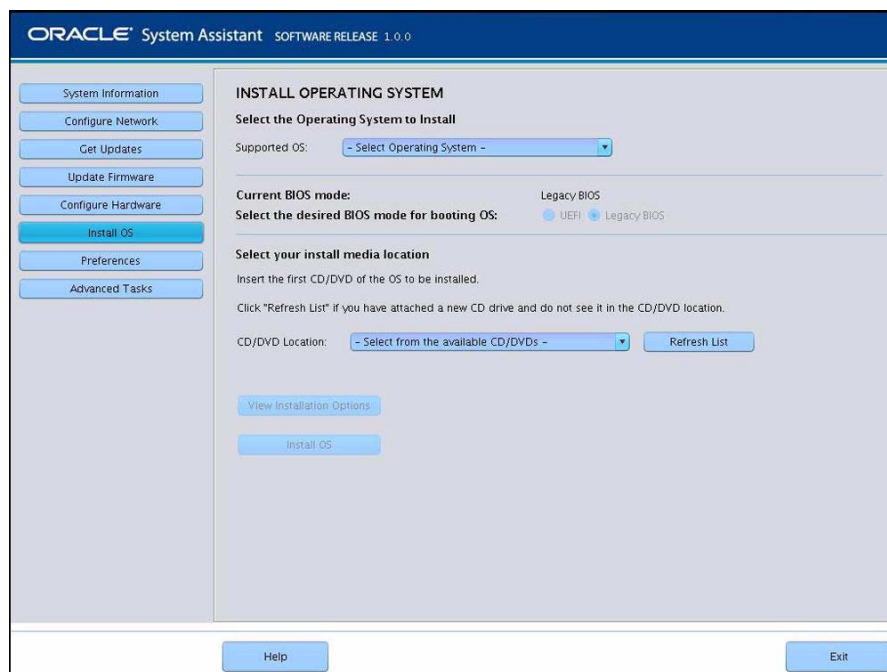 ORACLE System Assistant SOFTWARE RELEASE 1.0.0
System Information
Configure Network
Get Updates
Update Firmware
Configure Hardware
Install OS
Preferences
Advanced Tasks
INSTALL OPERATING SYSTEM
Select the Operating System to Install
Supported OS: - Select Operating System -
Current BIOS mode: Legacy BIOS
Select the desired BIOS mode for booting OS: UEFI Legacy BIOS
Select your install media location
Insert the first CD/DVD of the OS to be installed.
Click "Refresh List" if you have attached a new CD drive and do not see it in the CD/DVD location.
CD/DVD Location: - Select from the available CD/DVDs - Refresh List
View Installation Options
Install OS
Help Exit